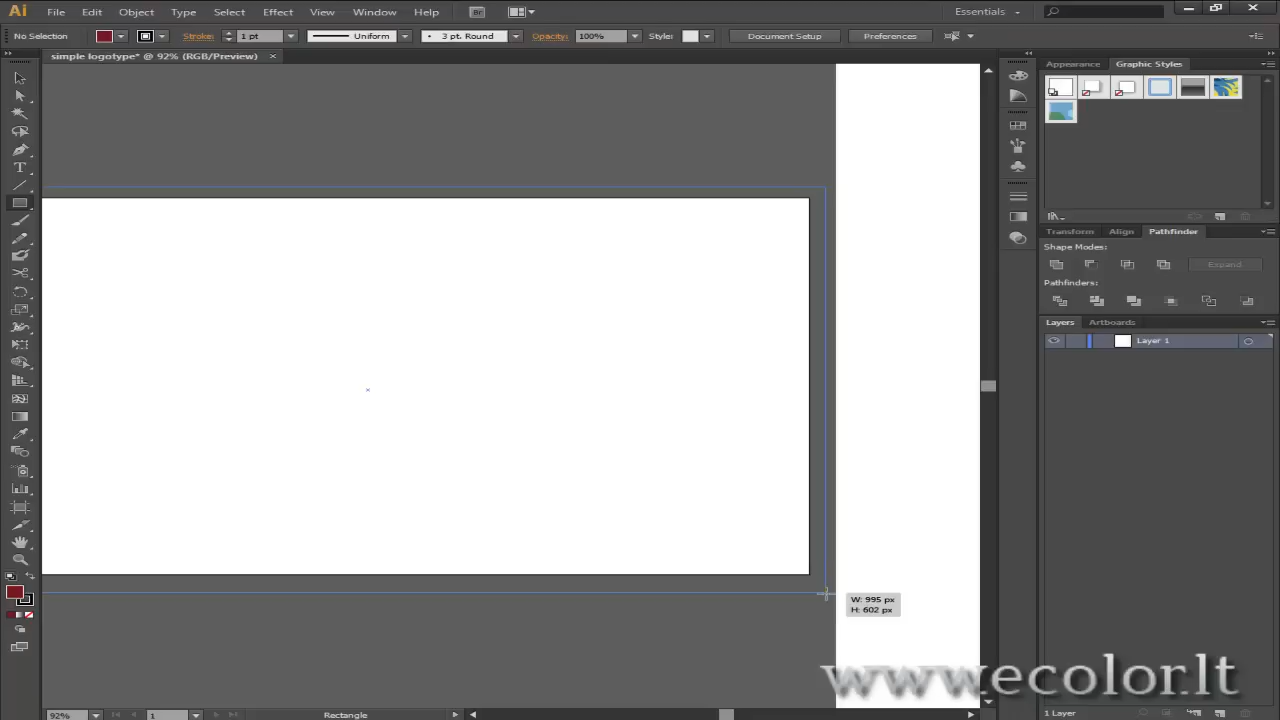 Ai File Edit Object Type Select Effect View Window Help Br Essentials
No Selection Stroke: 1 pt Uniform 3 pt. Round Opacity: 100% Style: Document Setup Preferences
simple logotype* @ 92% (RGB/Preview) ×
Appearance Graphic Styles
Transform Align Pathfinder
Shape Modes:
Expand
Pathfinders:
Layers Artboards
Layer 1
W: 995 px
H: 602 px
www.ecolor.lt
92% 1 Rectangle 1 Layer